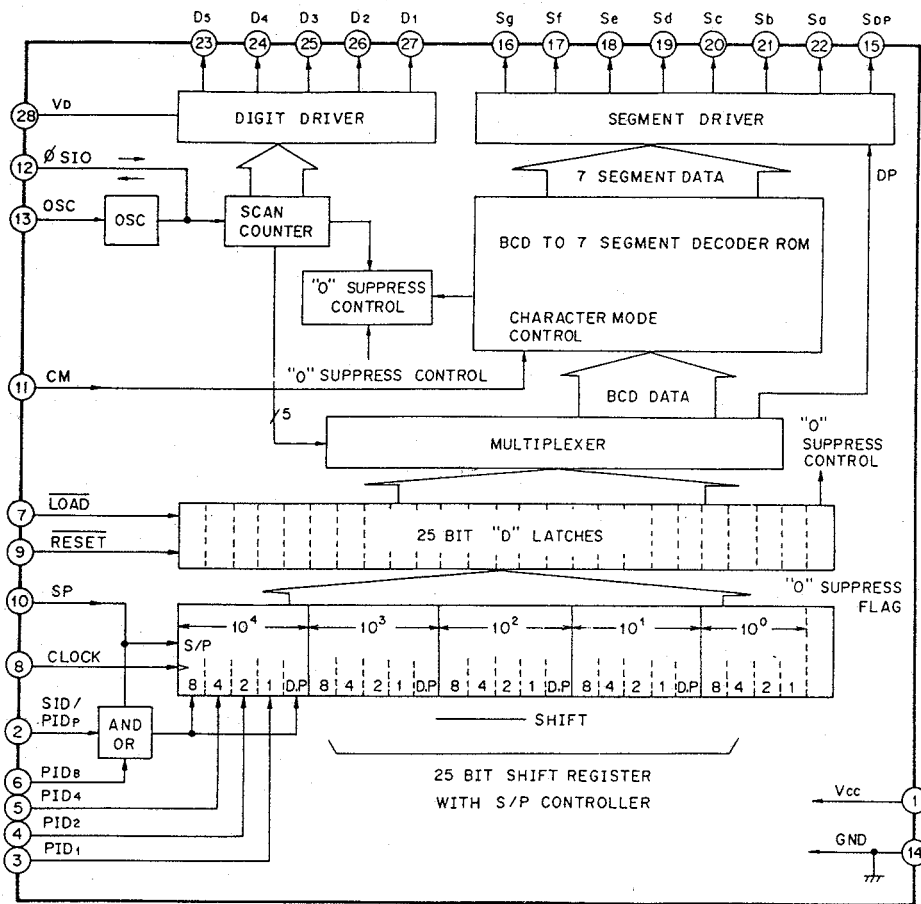 D5 D4 D3 D2 D1 Sg Sf Se Sd Sc Sb Sa SDP
23 24 25 26 27 16 17 18 19 20 21 22 15
28 VD
DIGIT DRIVER
SEGMENT DRIVER
12 Ø SIO
7 SEGMENT DATA
DP
13 OSC
OSC
SCAN
COUNTER
BCD TO 7 SEGMENT DECODER ROM
"O" SUPPRESS
CONTROL
CHARACTER MODE
CONTROL
"O" SUPPRESS CONTROL
11 CM
BCD DATA
5
MULTIPLEXER
"O"
SUPPRESS
CONTROL
7 LOAD
25 BIT "D" LATCHES
9 RESET
10 SP
"O" SUPPRESS
FLAG
10⁴ 10³ 10² 10¹ 10⁰
S/P
8 CLOCK
8 4 2 1 D.P 8 4 2 1 D.P 8 4 2 1 D.P 8 4 2 1 D.P 8 4 2 1
2 SID/
PIDP
AND
OR
SHIFT
6 PID8
25 BIT SHIFT REGISTER
WITH S/P CONTROLLER
5 PID4
4 PID2
3 PID1
Vcc 1
GND 14